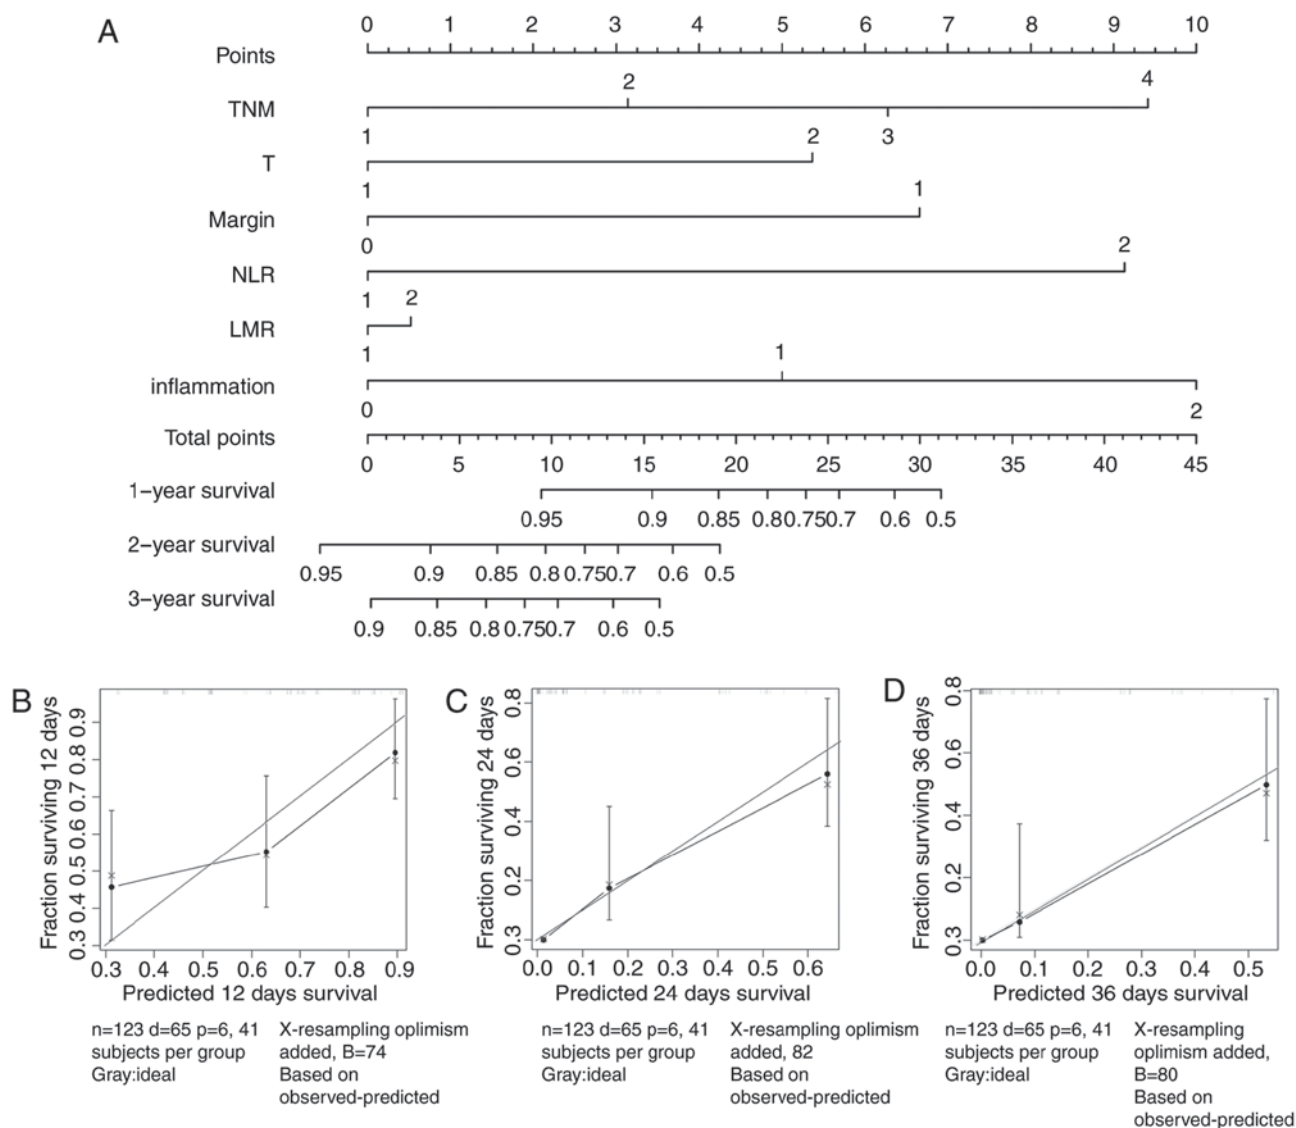 A
0 1 2 3 4 5 6 7 8 9 10
Points
2 4
TNM
1 3
2
T
1
1
Margin
0
2
NLR
1
2
LMR
1
1
inflammation
0 2
Total points
0 5 10 15 20 25 30 35 40 45
1–year survival
0.95 0.9 0.85 0.80 0.75 0.7 0.6 0.5
2–year survival
0.95 0.9 0.85 0.8 0.75 0.7 0.6 0.5
3–year survival
0.9 0.85 0.8 0.75 0.7 0.6 0.5
B
Fraction surviving 12 days
0.9
0.8
0.7
0.6
0.5
0.4
0.3
0.3 0.4 0.5 0.6 0.7 0.8 0.9
Predicted 12 days survival
n=123 d=65 p=6, 41
subjects per group
Gray:ideal
X-resampling oplimism
added, B=74
Based on
observed-predicted
C
Fraction surviving 24 days
0.8
0.6
0.4
0.2
0.3
0.0 0.1 0.2 0.3 0.4 0.5 0.6
Predicted 24 days survival
n=123 d=65 p=6, 41
subjects per group
Gray:ideal
X-resampling oplimism
added, 82
Based on
observed-predicted
D
Fraction surviving 36 days
0.8
0.6
0.4
0.2
0.3
0.0 0.1 0.2 0.3 0.4 0.5
Predicted 36 days survival
n=123 d=65 p=6, 41
subjects per group
Gray:ideal
X-resampling
oplimism added,
B=80
Based on
observed-predicted